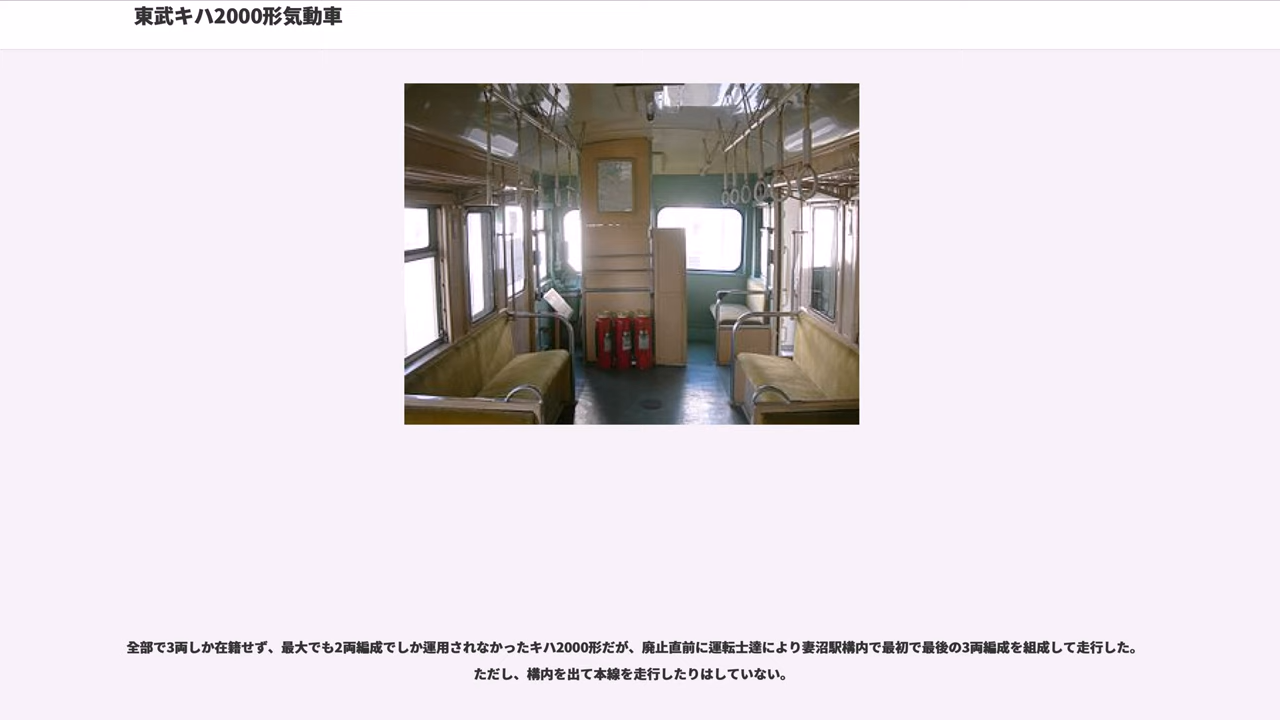 東武キハ2000形気動車
全部で3両しか在籍せず、最大でも2両編成でしか運用されなかったキハ2000形だが、廃止直前に運転士達により妻沼駅構内で最初で最後の3両編成を組成して走行した。
ただし、構内を出て本線を走行したりはしていない。